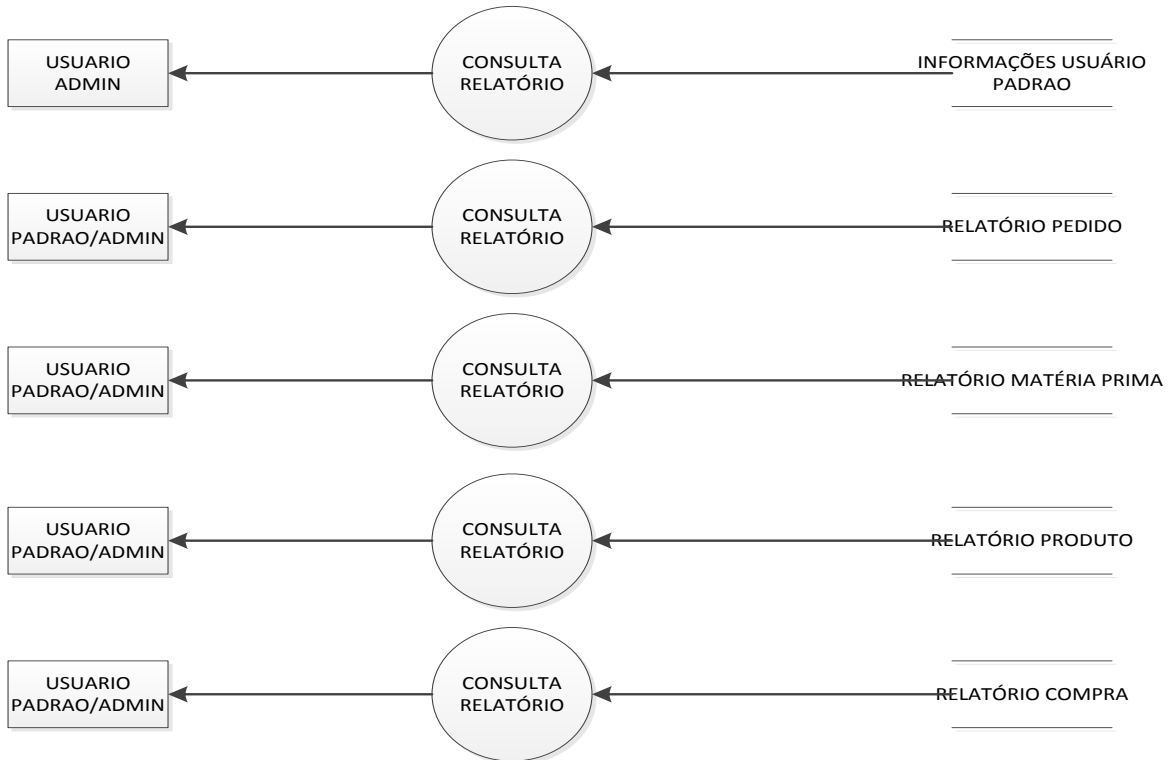 USUARIO
ADMIN
CONSULTA
RELATÓRIO
INFORMAÇÕES USUÁRIO
PADRAO
USUARIO
PADRAO/ADMIN
CONSULTA
RELATÓRIO
RELATÓRIO PEDIDO
USUARIO
PADRAO/ADMIN
CONSULTA
RELATÓRIO
RELATÓRIO MATÉRIA PRIMA
USUARIO
PADRAO/ADMIN
CONSULTA
RELATÓRIO
RELATÓRIO PRODUTO
USUARIO
PADRAO/ADMIN
CONSULTA
RELATÓRIO
RELATÓRIO COMPRA